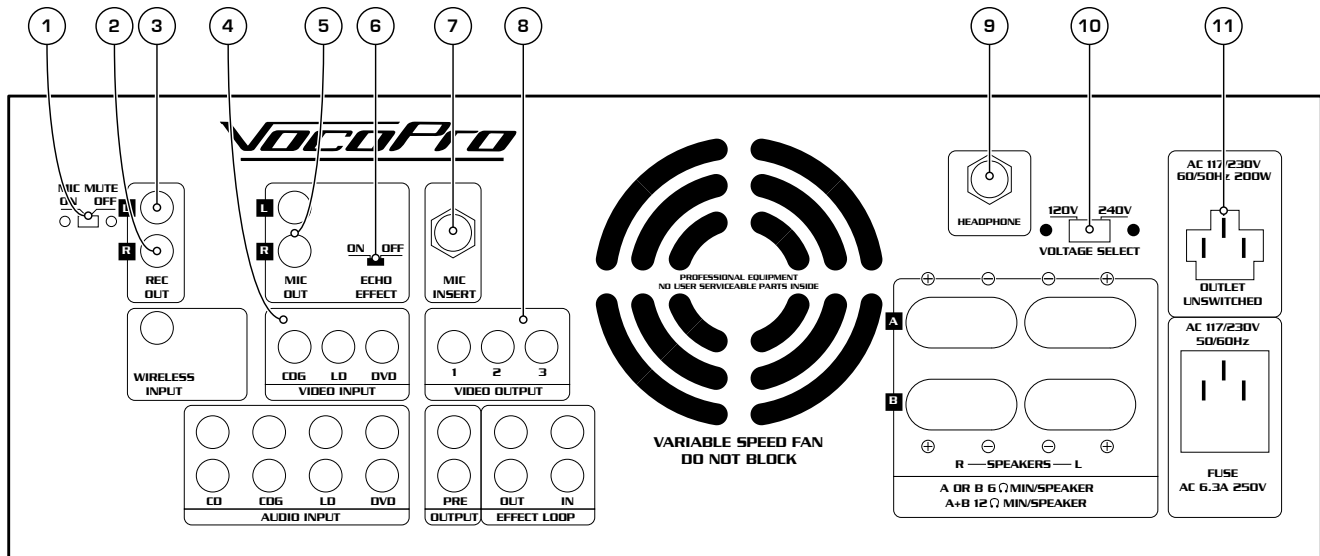 1 2 3 4 5 6 7 8 9 10 11
VocoPro
MIC MUTE
ON OFF
L
R
REC
OUT
L
R
MIC
OUT
ON OFF
ECHO
EFFECT
MIC
INSERT
WIRELESS
INPUT
CDG LD DVD
VIDEO INPUT
1 2 3
VIDEO OUTPUT
CD CDG LD DVD
AUDIO INPUT
PRE
OUTPUT
OUT IN
EFFECT LOOP
PROFESSIONAL EQUIPMENT
NO USER SERVICEABLE PARTS INSIDE
VARIABLE SPEED FAN
DO NOT BLOCK
HEADPHONE
120V 240V
VOLTAGE SELECT
A
B
R SPEAKERS L
A OR B 6 Ω MIN/SPEAKER
A+B 12 Ω MIN/SPEAKER
AC 117/230V
60/50Hz 200W
OUTLET
UNSWITCHED
AC 117/230V
50/60Hz
FUSE
AC 6.3A 250V